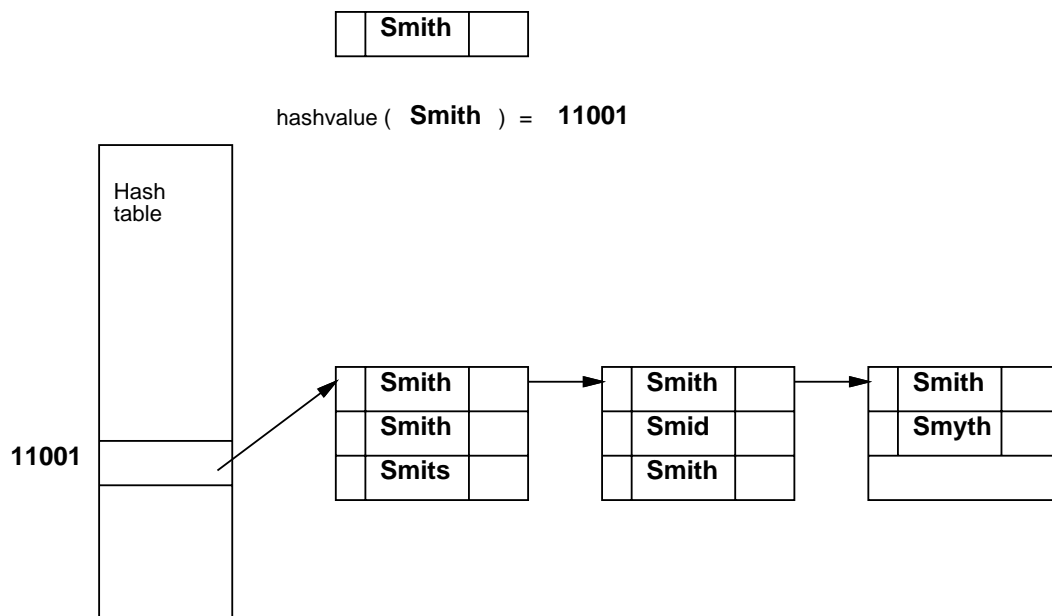 Smith
hashvalue ( Smith ) = 11001
Hash
table
11001
Smith
Smith
Smits
Smith
Smid
Smith
Smith
Smyth